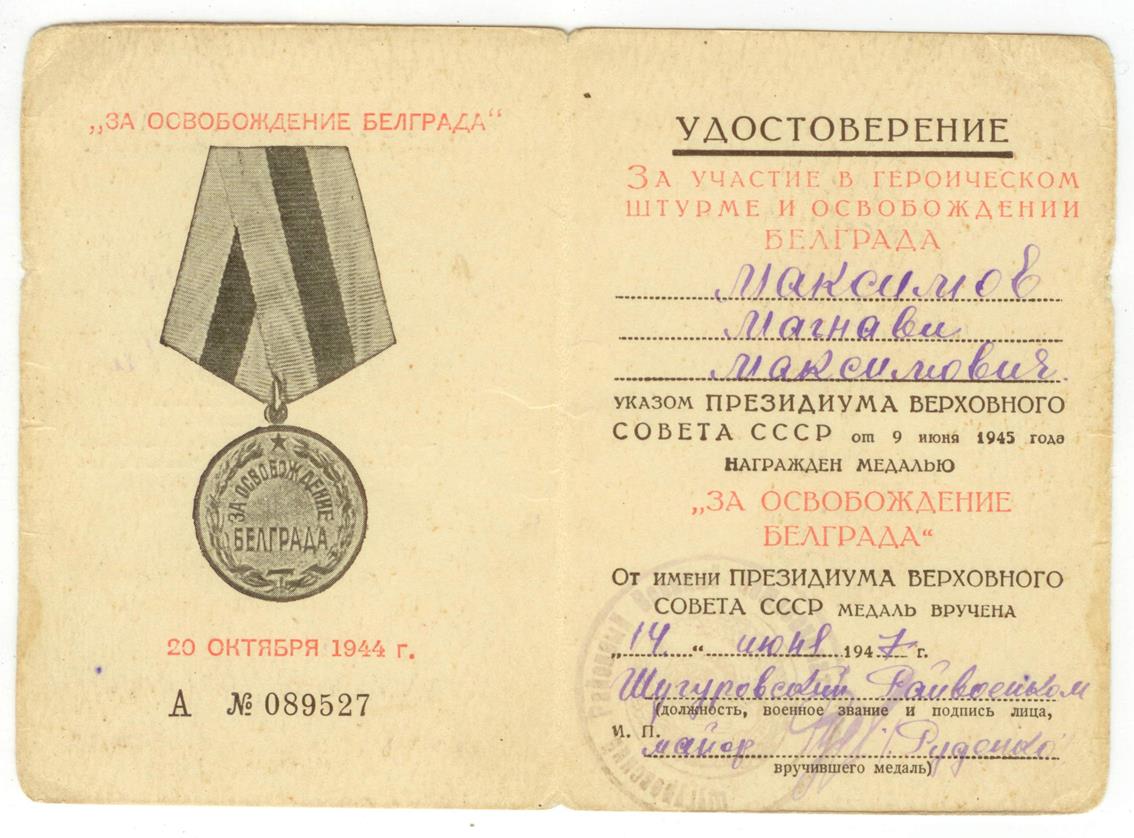 „ЗА ОСВОБОЖДЕНИЕ БЕЛГРАДА“
ЗА ОСВОБОЖДЕНИЕ
БЕЛГРАДА
20 ОКТЯБРЯ 1944 г.
А № 089527
УДОСТОВЕРЕНИЕ
ЗА УЧАСТИЕ В ГЕРОИЧЕСКОМ
ШТУРМЕ И ОСВОБОЖДЕНИИ
БЕЛГРАДА
Максимов
Магнави
Максимович
УКАЗОМ ПРЕЗИДИУМА ВЕРХОВНОГО
СОВЕТА СССР от 9 июня 1945 года
НАГРАЖДЕН МЕДАЛЬЮ
„ЗА ОСВОБОЖДЕНИЕ
БЕЛГРАДА“
От имени ПРЕЗИДИУМА ВЕРХОВНОГО
СОВЕТА СССР МЕДАЛЬ ВРУЧЕНА
„14“ июня 1947 г.
Шугуровский Райвоенком
(должность, военное звание и подпись лица,
И. П.
майор Руденко
вручившего медаль)